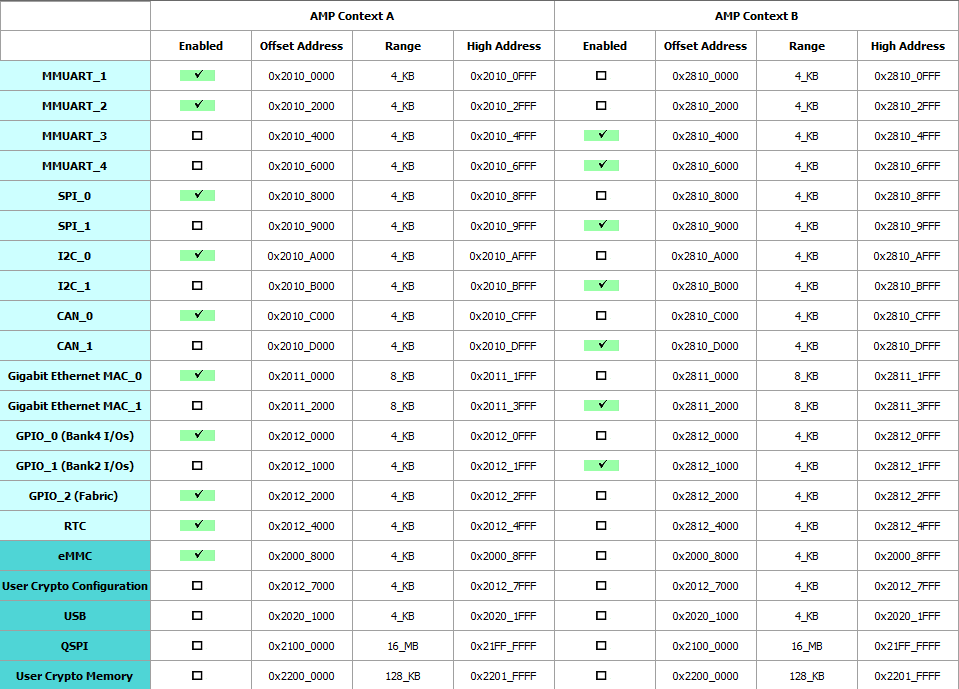 AMP Context A AMP Context B
Enabled Offset Address Range High Address Enabled Offset Address Range High Address
MMUART_1 0x2010_0000 4_KB 0x2010_0FFF 0x2810_0000 4_KB 0x2810_0FFF
MMUART_2 0x2010_2000 4_KB 0x2010_2FFF 0x2810_2000 4_KB 0x2810_2FFF
MMUART_3 0x2010_4000 4_KB 0x2010_4FFF 0x2810_4000 4_KB 0x2810_4FFF
MMUART_4 0x2010_6000 4_KB 0x2010_6FFF 0x2810_6000 4_KB 0x2810_6FFF
SPI_0 0x2010_8000 4_KB 0x2010_8FFF 0x2810_8000 4_KB 0x2810_8FFF
SPI_1 0x2010_9000 4_KB 0x2010_9FFF 0x2810_9000 4_KB 0x2810_9FFF
I2C_0 0x2010_A000 4_KB 0x2010_AFFF 0x2810_A000 4_KB 0x2810_AFFF
I2C_1 0x2010_B000 4_KB 0x2010_BFFF 0x2810_B000 4_KB 0x2810_BFFF
CAN_0 0x2010_C000 4_KB 0x2010_CFFF 0x2810_C000 4_KB 0x2810_CFFF
CAN_1 0x2010_D000 4_KB 0x2010_DFFF 0x2810_D000 4_KB 0x2810_DFFF
Gigabit Ethernet MAC_0 0x2011_0000 8_KB 0x2011_1FFF 0x2811_0000 8_KB 0x2811_1FFF
Gigabit Ethernet MAC_1 0x2011_2000 8_KB 0x2011_3FFF 0x2811_2000 8_KB 0x2811_3FFF
GPIO_0 (Bank4 I/Os) 0x2012_0000 4_KB 0x2012_0FFF 0x2812_0000 4_KB 0x2812_0FFF
GPIO_1 (Bank2 I/Os) 0x2012_1000 4_KB 0x2012_1FFF 0x2812_1000 4_KB 0x2812_1FFF
GPIO_2 (Fabric) 0x2012_2000 4_KB 0x2012_2FFF 0x2812_2000 4_KB 0x2812_2FFF
RTC 0x2012_4000 4_KB 0x2012_4FFF 0x2812_4000 4_KB 0x2812_4FFF
eMMC 0x2000_8000 4_KB 0x2000_8FFF 0x2000_8000 4_KB 0x2000_8FFF
User Crypto Configuration 0x2012_7000 4_KB 0x2012_7FFF 0x2012_7000 4_KB 0x2012_7FFF
USB 0x2020_1000 4_KB 0x2020_1FFF 0x2020_1000 4_KB 0x2020_1FFF
QSPI 0x2100_0000 16_MB 0x21FF_FFFF 0x2100_0000 16_MB 0x21FF_FFFF
User Crypto Memory 0x2200_0000 128_KB 0x2201_FFFF 0x2200_0000 128_KB 0x2201_FFFF